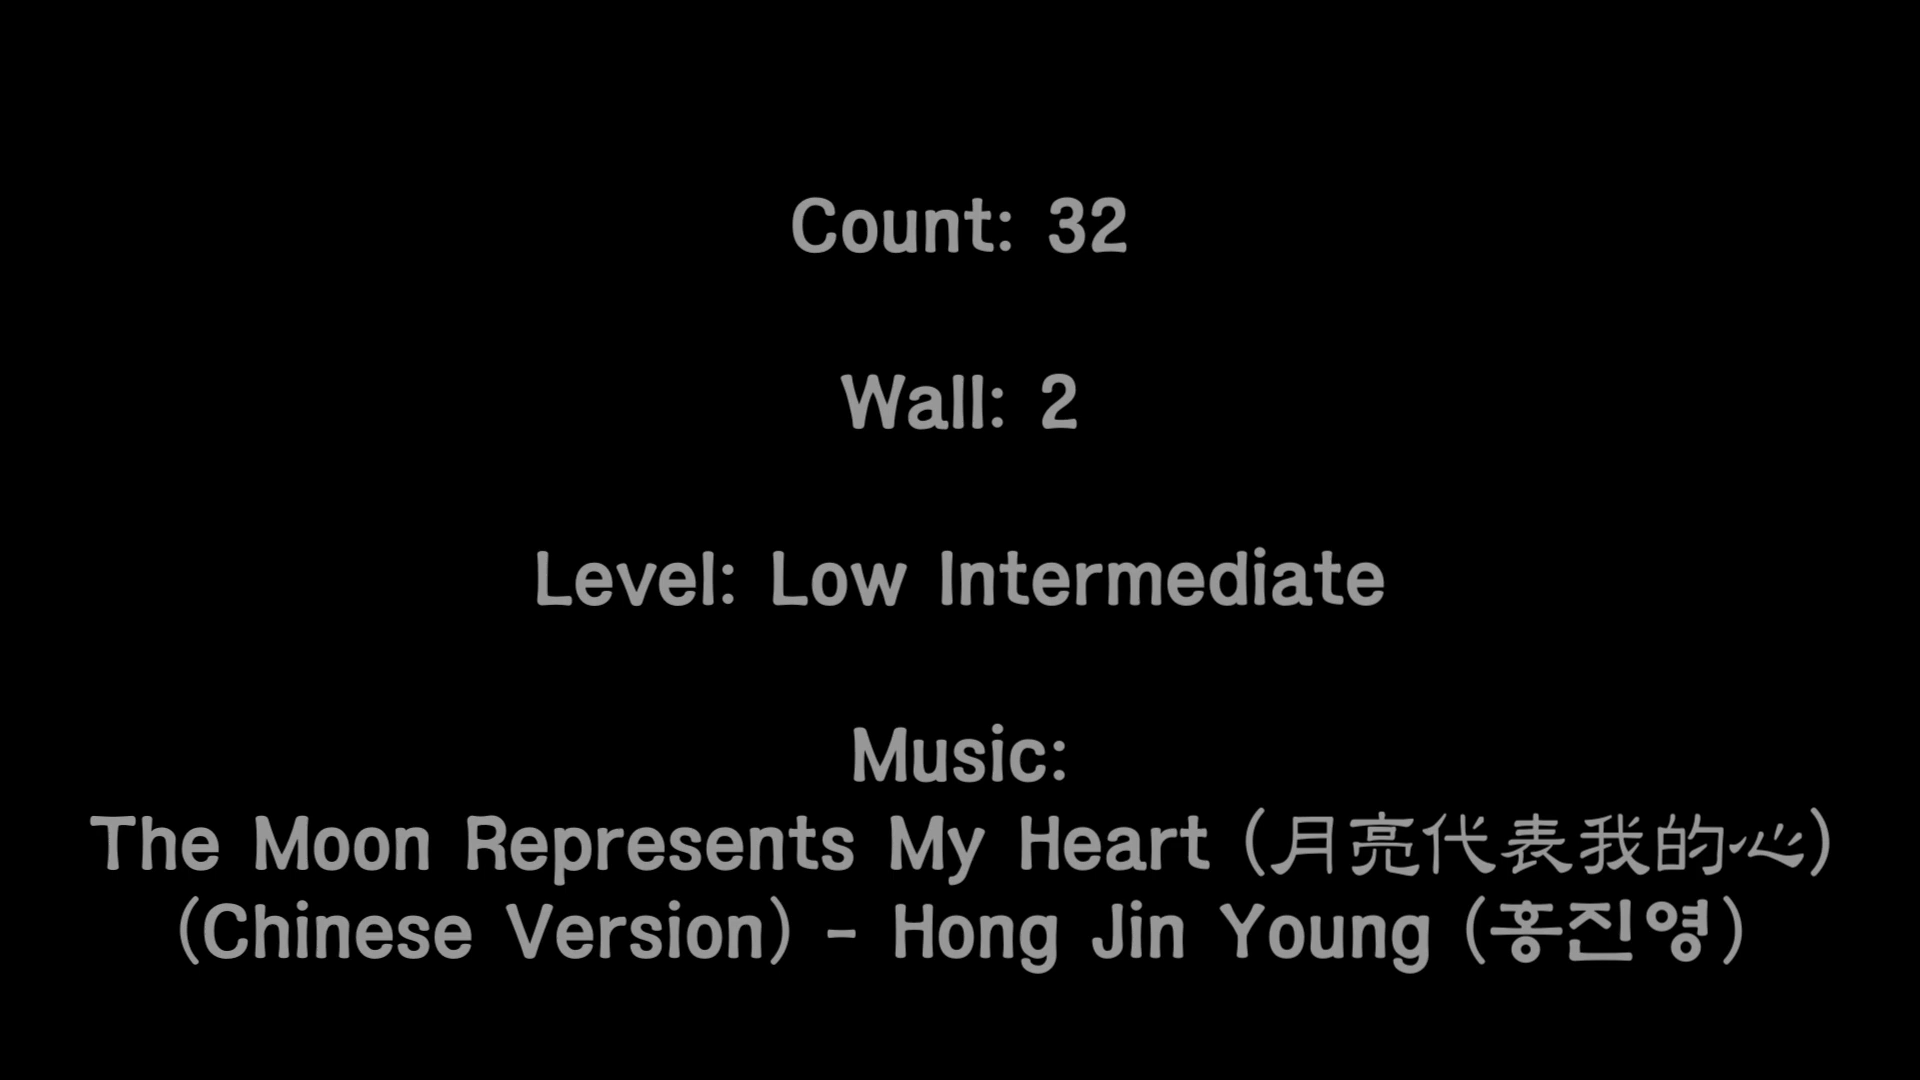 Count: 32
Wall: 2
Level: Low Intermediate
Music:
The Moon Represents My Heart (月亮代表我的心)
(Chinese Version) - Hong Jin Young (홍진영)